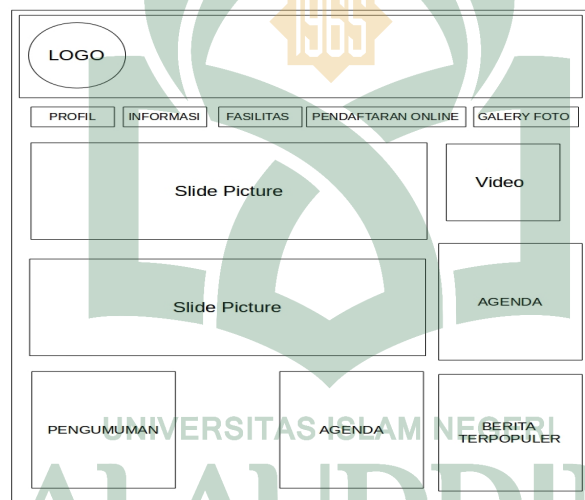 1965
LOGO
PROFIL
INFORMASI
FASILITAS
PENDAFTARAN ONLINE
GALERY FOTO
Slide Picture
Video
Slide Picture
AGENDA
PENGUMUMAN
AGENDA
BERITA
TERPOPULER
UNIVERSITAS ISLAM NEGERI
ALAUDDIN